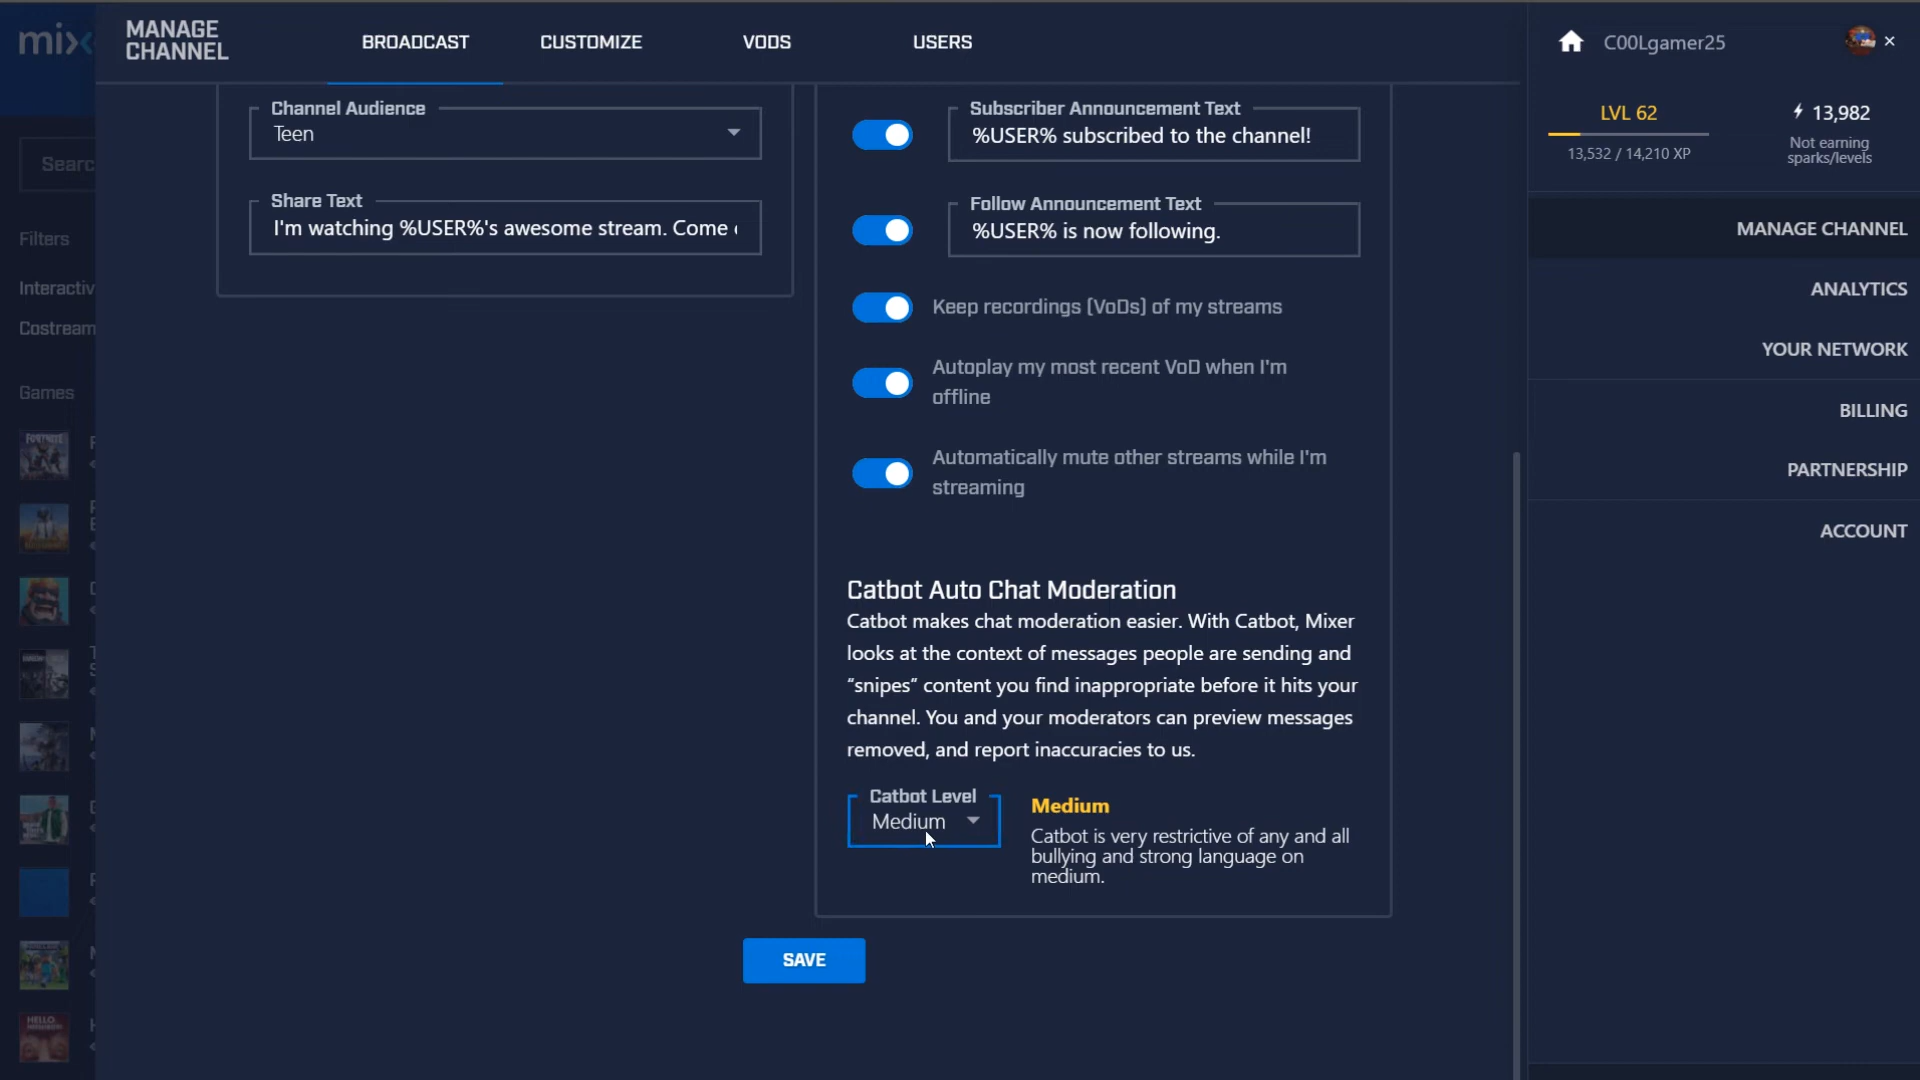 mix
MANAGE
CHANNEL
BROADCAST
CUSTOMIZE
VODS
USERS
C00Lgamer25
×
LVL 62
13,982
13,532 / 14,210 XP
Not earning
sparks/levels
Searc
Filters
Interactiv
Costream
Games
FORTNITE
HELLO
Channel Audience
Teen
Share Text
I'm watching %USER%'s awesome stream. Come
Subscriber Announcement Text
%USER% subscribed to the channel!
Follow Announcement Text
%USER% is now following.
Keep recordings (VoDs) of my streams
Autoplay my most recent VoD when I'm
offline
Automatically mute other streams while I'm
streaming
Catbot Auto Chat Moderation
Catbot makes chat moderation easier. With Catbot, Mixer
looks at the context of messages people are sending and
“snipes” content you find inappropriate before it hits your
channel. You and your moderators can preview messages
removed, and report inaccuracies to us.
Catbot Level
Medium
Medium
Catbot is very restrictive of any and all
bullying and strong language on
medium.
SAVE
MANAGE CHANNEL
ANALYTICS
YOUR NETWORK
BILLING
PARTNERSHIP
ACCOUNT